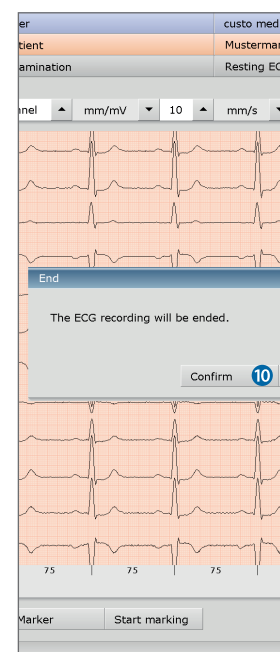 er custo med
tient Musterman
amination Resting EC
nnel mm/mV 10 mm/s
End
The ECG recording will be ended.
Confirm 10
75 75 75
Marker Start marking